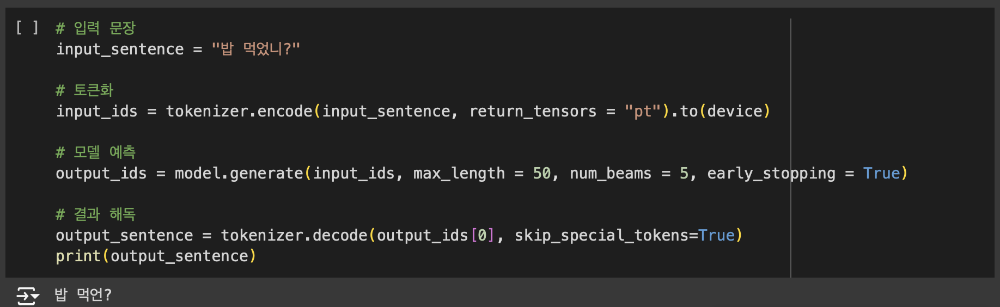 [ ] # 입력 문장
input_sentence = "밥 먹었니?"
# 토큰화
input_ids = tokenizer.encode(input_sentence, return_tensors = "pt").to(device)
# 모델 예측
output_ids = model.generate(input_ids, max_length = 50, num_beams = 5, early_stopping = True)
# 결과 해독
output_sentence = tokenizer.decode(output_ids[0], skip_special_tokens=True)
print(output_sentence)
밥 먹언?